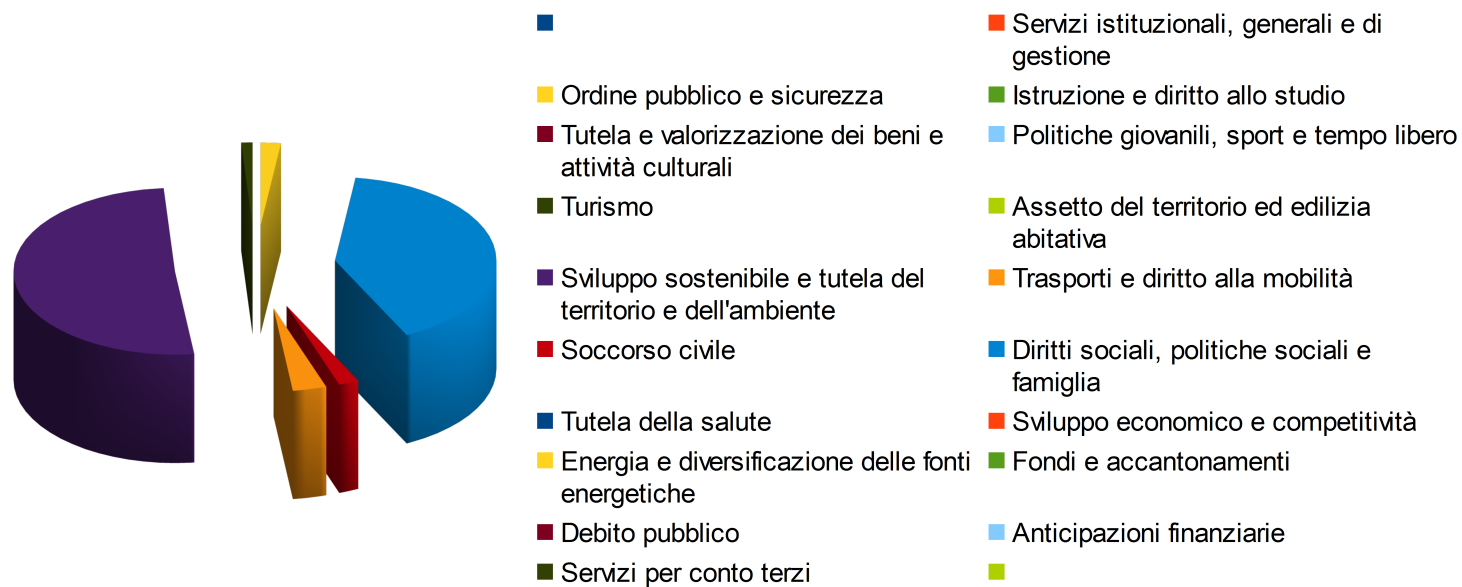 Servizi istituzionali, generali e di
gestione
Ordine pubblico e sicurezza
Istruzione e diritto allo studio
Tutela e valorizzazione dei beni e
attività culturali
Politiche giovanili, sport e tempo libero
Turismo
Assetto del territorio ed edilizia
abitativa
Sviluppo sostenibile e tutela del
territorio e dell'ambiente
Trasporti e diritto alla mobilità
Soccorso civile
Diritti sociali, politiche sociali e
famiglia
Tutela della salute
Sviluppo economico e competitività
Energia e diversificazione delle fonti
energetiche
Fondi e accantonamenti
Debito pubblico
Anticipazioni finanziarie
Servizi per conto terzi